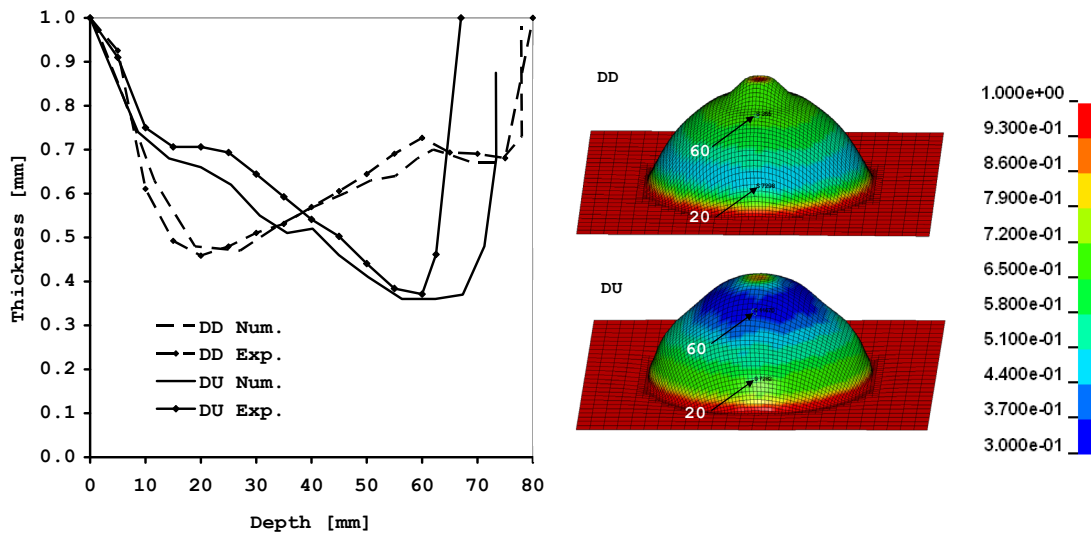 1.0
0.9
0.8
0.7
0.6
0.5
0.4
0.3
0.2
0.1
0.0
Thickness [mm]
DD Num.
DD Exp.
DU Num.
DU Exp.
0 10 20 30 40 50 60 70 80
Depth [mm]
DD
60
20
DU
60
20
1.000e+00
9.300e-01
8.600e-01
7.900e-01
7.200e-01
6.500e-01
5.800e-01
5.100e-01
4.400e-01
3.700e-01
3.000e-01